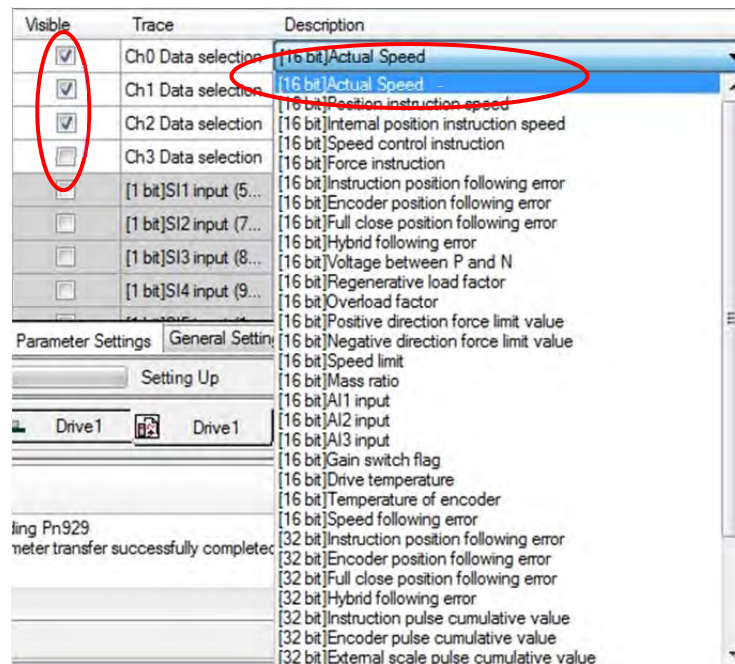 Visible Trace Description
Ch0 Data selection [16 bit]Actual Speed
Ch1 Data selection [16 bit]Actual Speed
[16 bit]Position instruction speed
Ch2 Data selection [16 bit]Internal position instruction speed
[16 bit]Speed control instruction
Ch3 Data selection [16 bit]Force instruction
[16 bit]Instruction position following error
[1 bit]SI1 input (5... [16 bit]Encoder position following error
[16 bit]Full close position following error
[1 bit]SI2 input (7... [16 bit]Hybrid following error
[16 bit]Voltage between P and N
[1 bit]SI3 input (8... [16 bit]Regenerative load factor
[1 bit]SI4 input (9... [16 bit]Overload factor
[16 bit]Positive direction force limit value
Parameter Settings General Settin [16 bit]Negative direction force limit value
[16 bit]Speed limit
Setting Up [16 bit]Mass ratio
[16 bit]AI1 input
Drive1 Drive1 [16 bit]AI2 input
[16 bit]AI3 input
[16 bit]Gain switch flag
[16 bit]Drive temperature
[16 bit]Temperature of encoder
ding Pn929 [16 bit]Speed following error
[32 bit]Instruction position following error
meter transfer successfully completed [32 bit]Encoder position following error
[32 bit]Full close position following error
[32 bit]Hybrid following error
[32 bit]Instruction pulse cumulative value
[32 bit]Encoder pulse cumulative value
[32 bit]External scale pulse cumulative value